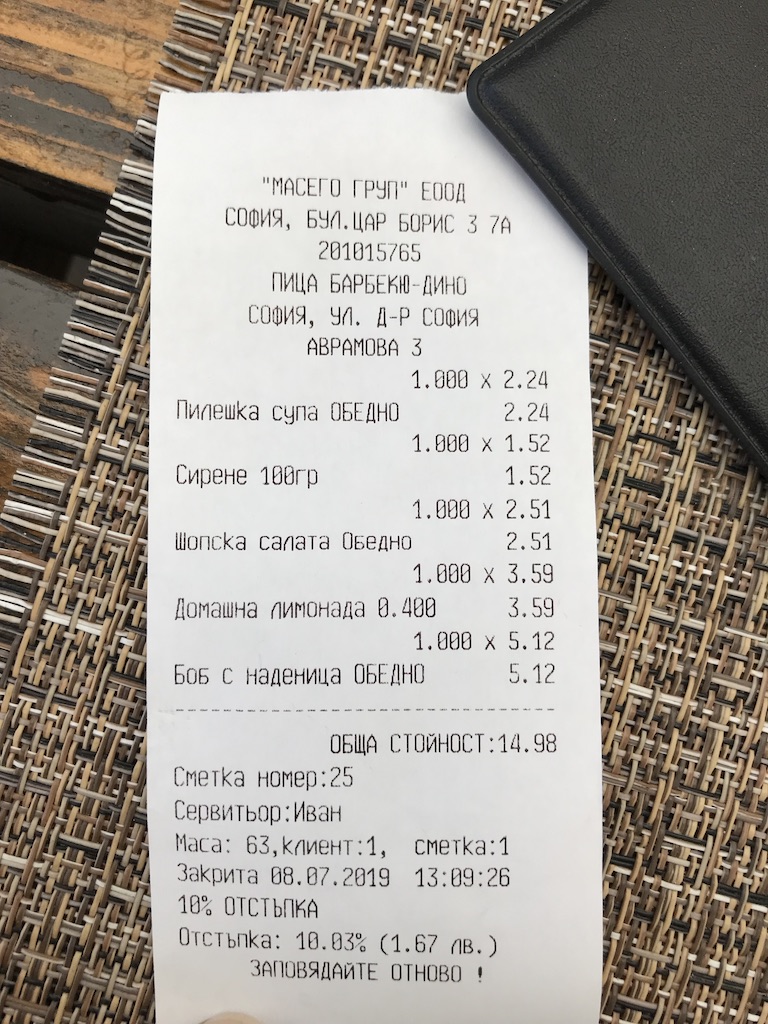 "МАСЕГО ГРУП" ЕООД
СОФИЯ, БУЛ.ЦАР БОРИС 3 7А
201015765
ПИЦА БАРБЕКЮ-ДИНО
СОФИЯ, УЛ. Д-Р СОФИЯ
АВРАМОВА 3
1.000 x 2.24
Пилешка супа ОБЕДНО 2.24
1.000 x 1.52
Сирене 100гр 1.52
1.000 x 2.51
Шопска салата Обедно 2.51
1.000 x 3.59
Домашна лимонада 0.400 3.59
1.000 x 5.12
Боб с наденица ОБЕДНО 5.12
--------------------------------
ОБЩА СТОЙНОСТ:14.98
Сметка номер:25
Сервитьор:Иван
Маса: 63,клиент:1, сметка:1
Закрита 08.07.2019 13:09:26
10% ОТСТЪПКА
Отстъпка: 10.03% (1.67 лв.)
ЗАПОВЯДАЙТЕ ОТНОВО !